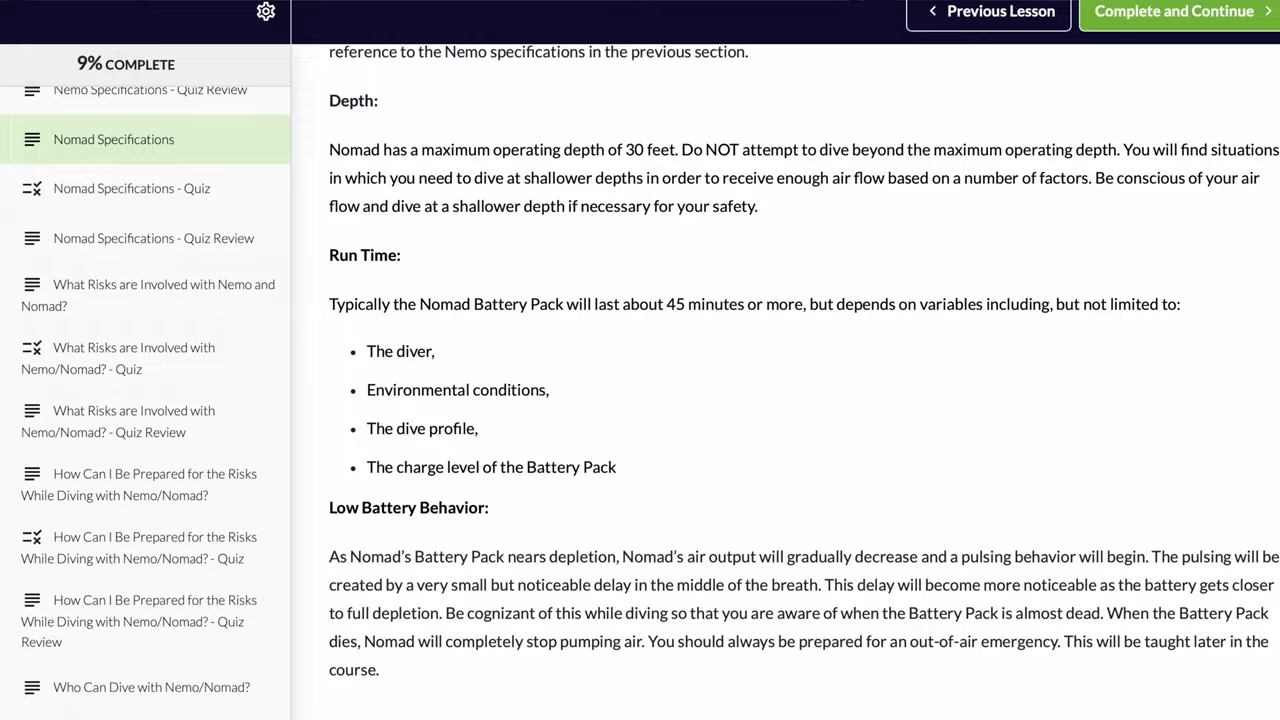 Previous Lesson
Complete and Continue
9% COMPLETE
Nemo Specifications - Quiz Review
Nomad Specifications
Nomad Specifications - Quiz
Nomad Specifications - Quiz Review
What Risks are Involved with Nemo and
Nomad?
What Risks are Involved with
Nemo/Nomad? - Quiz
What Risks are Involved with
Nemo/Nomad? - Quiz Review
How Can I Be Prepared for the Risks
While Diving with Nemo/Nomad?
How Can I Be Prepared for the Risks
While Diving with Nemo/Nomad? - Quiz
How Can I Be Prepared for the Risks
While Diving with Nemo/Nomad? - Quiz
Review
Who Can Dive with Nemo/Nomad?
reference to the Nemo specifications in the previous section.
Depth:
Nomad has a maximum operating depth of 30 feet. Do NOT attempt to dive beyond the maximum operating depth. You will find situations
in which you need to dive at shallower depths in order to receive enough air flow based on a number of factors. Be conscious of your air
flow and dive at a shallower depth if necessary for your safety.
Run Time:
Typically the Nomad Battery Pack will last about 45 minutes or more, but depends on variables including, but not limited to:
• The diver,
• Environmental conditions,
• The dive profile,
• The charge level of the Battery Pack
Low Battery Behavior:
As Nomad’s Battery Pack nears depletion, Nomad’s air output will gradually decrease and a pulsing behavior will begin. The pulsing will be
created by a very small but noticeable delay in the middle of the breath. This delay will become more noticeable as the battery gets closer
to full depletion. Be cognizant of this while diving so that you are aware of when the Battery Pack is almost dead. When the Battery Pack
dies, Nomad will completely stop pumping air. You should always be prepared for an out-of-air emergency. This will be taught later in the
course.